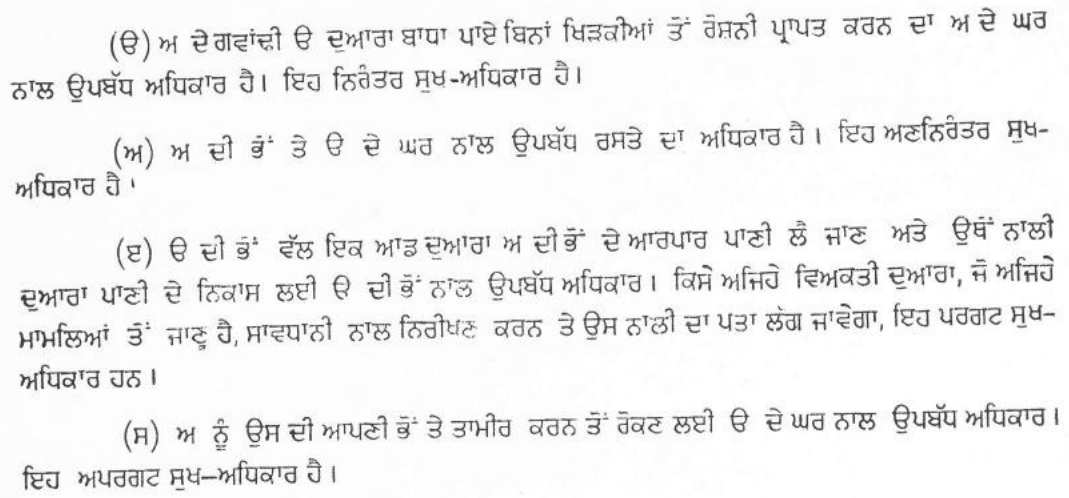 (ੳ) ਅ ਦੇ ਗਵਾਂਢੀ ੳ ਦੁਆਰਾ ਬਾਧਾ ਪਾਏ ਬਿਨਾਂ ਖਿੜਕੀਆਂ ਤੋਂ ਰੋਸ਼ਨੀ ਪ੍ਰਾਪਤ ਕਰਨ ਦਾ ਅ ਦੇ ਘਰ
ਨਾਲ ਉਪਬੱਧ ਅਧਿਕਾਰ ਹੈ। ਇਹ ਨਿਰੰਤਰ ਸੁਖ-ਅਧਿਕਾਰ ਹੈ।
(ਅ) ਅ ਦੀ ਭੋਂ ਤੇ ੳ ਦੇ ਘਰ ਨਾਲ ਉਪਬੱਧ ਰਸਤੇ ਦਾ ਅਧਿਕਾਰ ਹੈ। ਇਹ ਅਣਨਿਰੰਤਰ ਸੁਖ-
ਅਧਿਕਾਰ ਹੈ।
(ੲ) ੳ ਦੀ ਭੋਂ ਵੱਲ ਇਕ ਆਡ ਦੁਆਰਾ ਅ ਦੀ ਭੋਂ ਦੇ ਆਰਪਾਰ ਪਾਣੀ ਲੈ ਜਾਣ ਅਤੇ ਉਥੋਂ ਨਾਲੀ
ਦੁਆਰਾ ਪਾਣੀ ਦੇ ਨਿਕਾਸ ਲਈ ੳ ਦੀ ਭੋਂ ਨਾਲ ਉਪਬੱਧ ਅਧਿਕਾਰ। ਕਿਸੇ ਅਜਿਹੇ ਵਿਅਕਤੀ ਦੁਆਰਾ, ਜੋ ਅਜਿਹੇ
ਮਾਮਲਿਆਂ ਤੋਂ ਜਾਣੂ ਹੈ, ਸਾਵਧਾਨੀ ਨਾਲ ਨਿਰੀਖਣ ਕਰਨ ਤੇ ਉਸ ਨਾਲੀ ਦਾ ਪਤਾ ਲੱਗ ਜਾਵੇਗਾ, ਇਹ ਪਰਗਟ ਸੁਖ-
ਅਧਿਕਾਰ ਹਨ।
(ਸ) ਅ ਨੂੰ ਉਸ ਦੀ ਆਪਣੀ ਭੋਂ ਤੇ ਤਾਮੀਰ ਕਰਨ ਤੋਂ ਰੋਕਣ ਲਈ ੳ ਦੇ ਘਰ ਨਾਲ ਉਪਬੱਧ ਅਧਿਕਾਰ।
ਇਹ ਅਪਰਗਟ ਸੁਖ-ਅਧਿਕਾਰ ਹੈ।